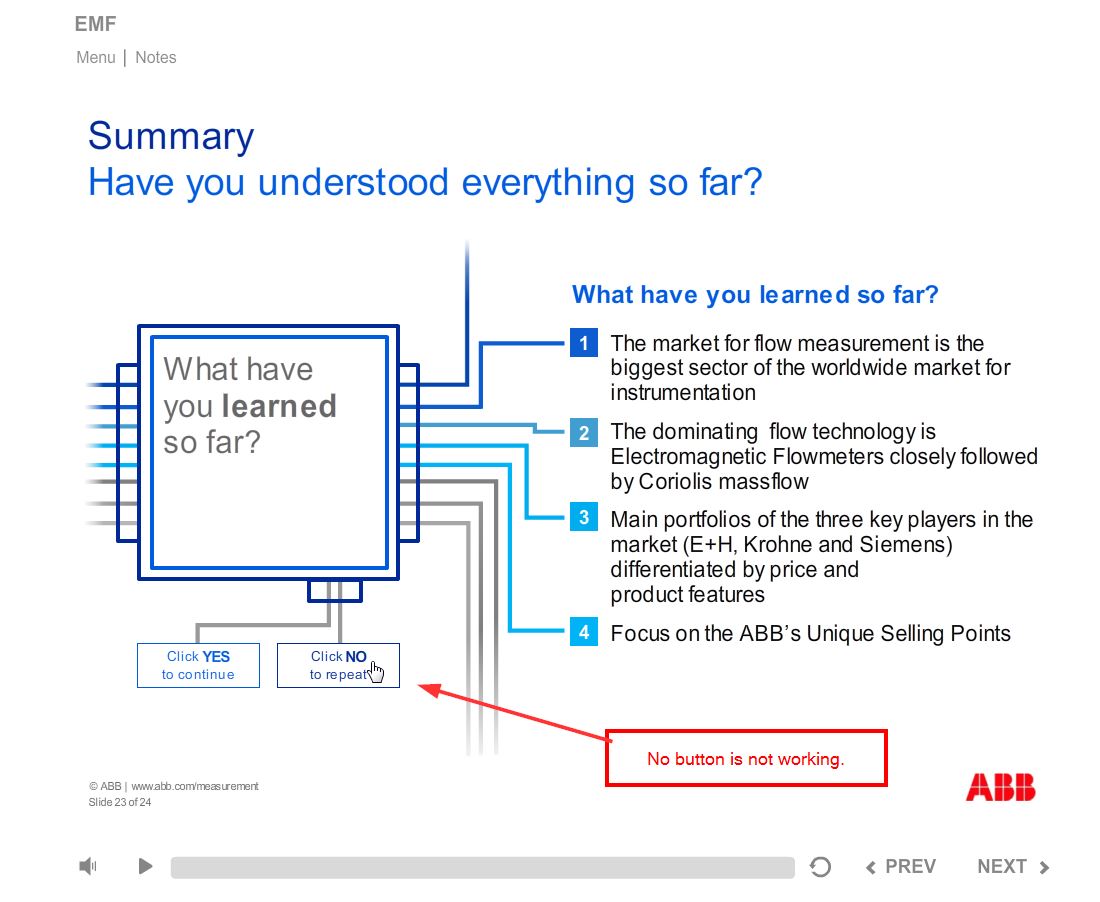 EMF
Menu | Notes
Summary
Have you understood everything so far?
What have
you learned
so far?
Click YES
to continue
Click NO
to repeat
What have you learned so far?
1 The market for flow measurement is the
biggest sector of the worldwide market for
instrumentation
2 The dominating flow technology is
Electromagnetic Flowmeters closely followed
by Coriolis massflow
3 Main portfolios of the three key players in the
market (E+H, Krohne and Siemens)
differentiated by price and
product features
4 Focus on the ABB’s Unique Selling Points
No button is not working.
© ABB | www.abb.com/measurement
Slide 23 of 24
ABB
PREV NEXT